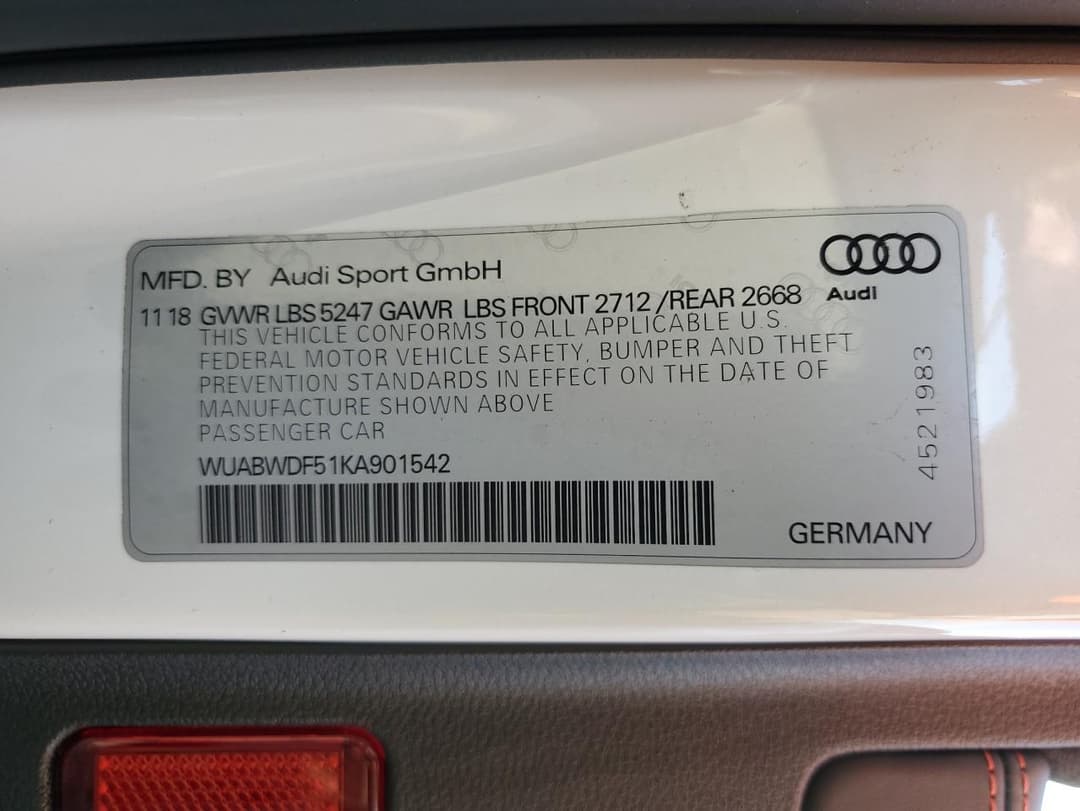 MFD. BY Audi Sport GmbH
Audi
11 18 GVWR LBS 5247 GAWR LBS FRONT 2712 /REAR 2668
THIS VEHICLE CONFORMS TO ALL APPLICABLE U.S.
FEDERAL MOTOR VEHICLE SAFETY, BUMPER AND THEFT
PREVENTION STANDARDS IN EFFECT ON THE DATE OF
MANUFACTURE SHOWN ABOVE
PASSENGER CAR
WUABWDF51KA901542
4521983
GERMANY